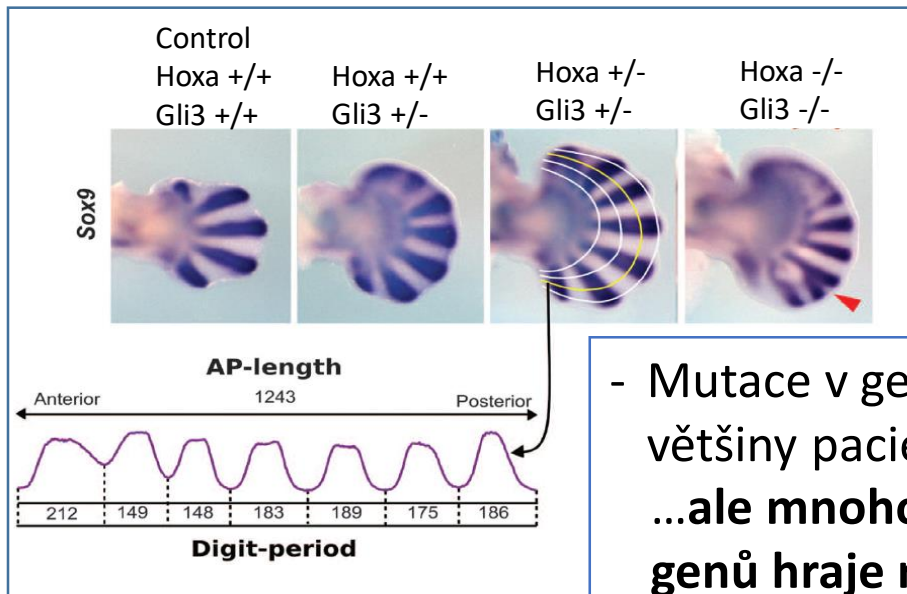 Control
Hoxa +/+
Gli3 +/+
Hoxa +/+
Gli3 +/-
Hoxa +/-
Gli3 +/-
Hoxa -/-
Gli3 -/-
Sox9
AP-length
Anterior 1243 Posterior
212 149 148 183 189 175 186
Digit-period
- Mutace v ge
většiny pacie
...ale mnoho
genů hraje